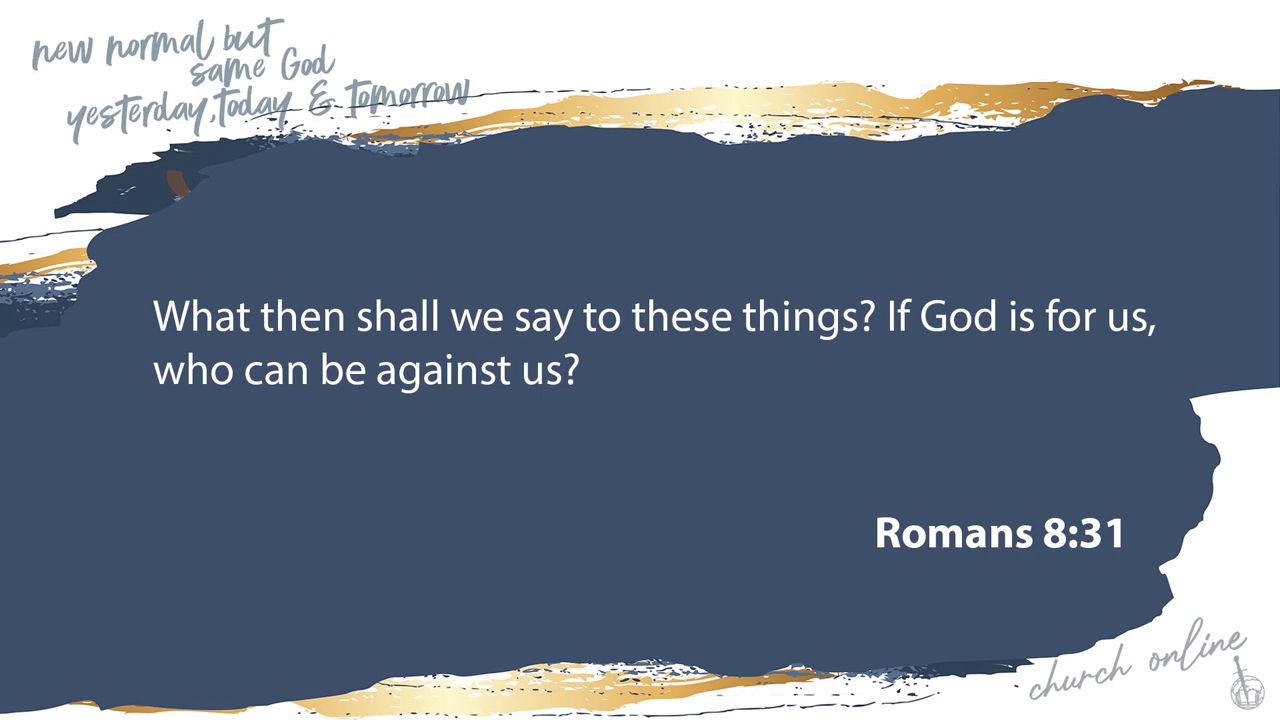 new normal but
same God
yesterday, today & tomorrow
What then shall we say to these things? If God is for us,
who can be against us?
Romans 8:31
church online